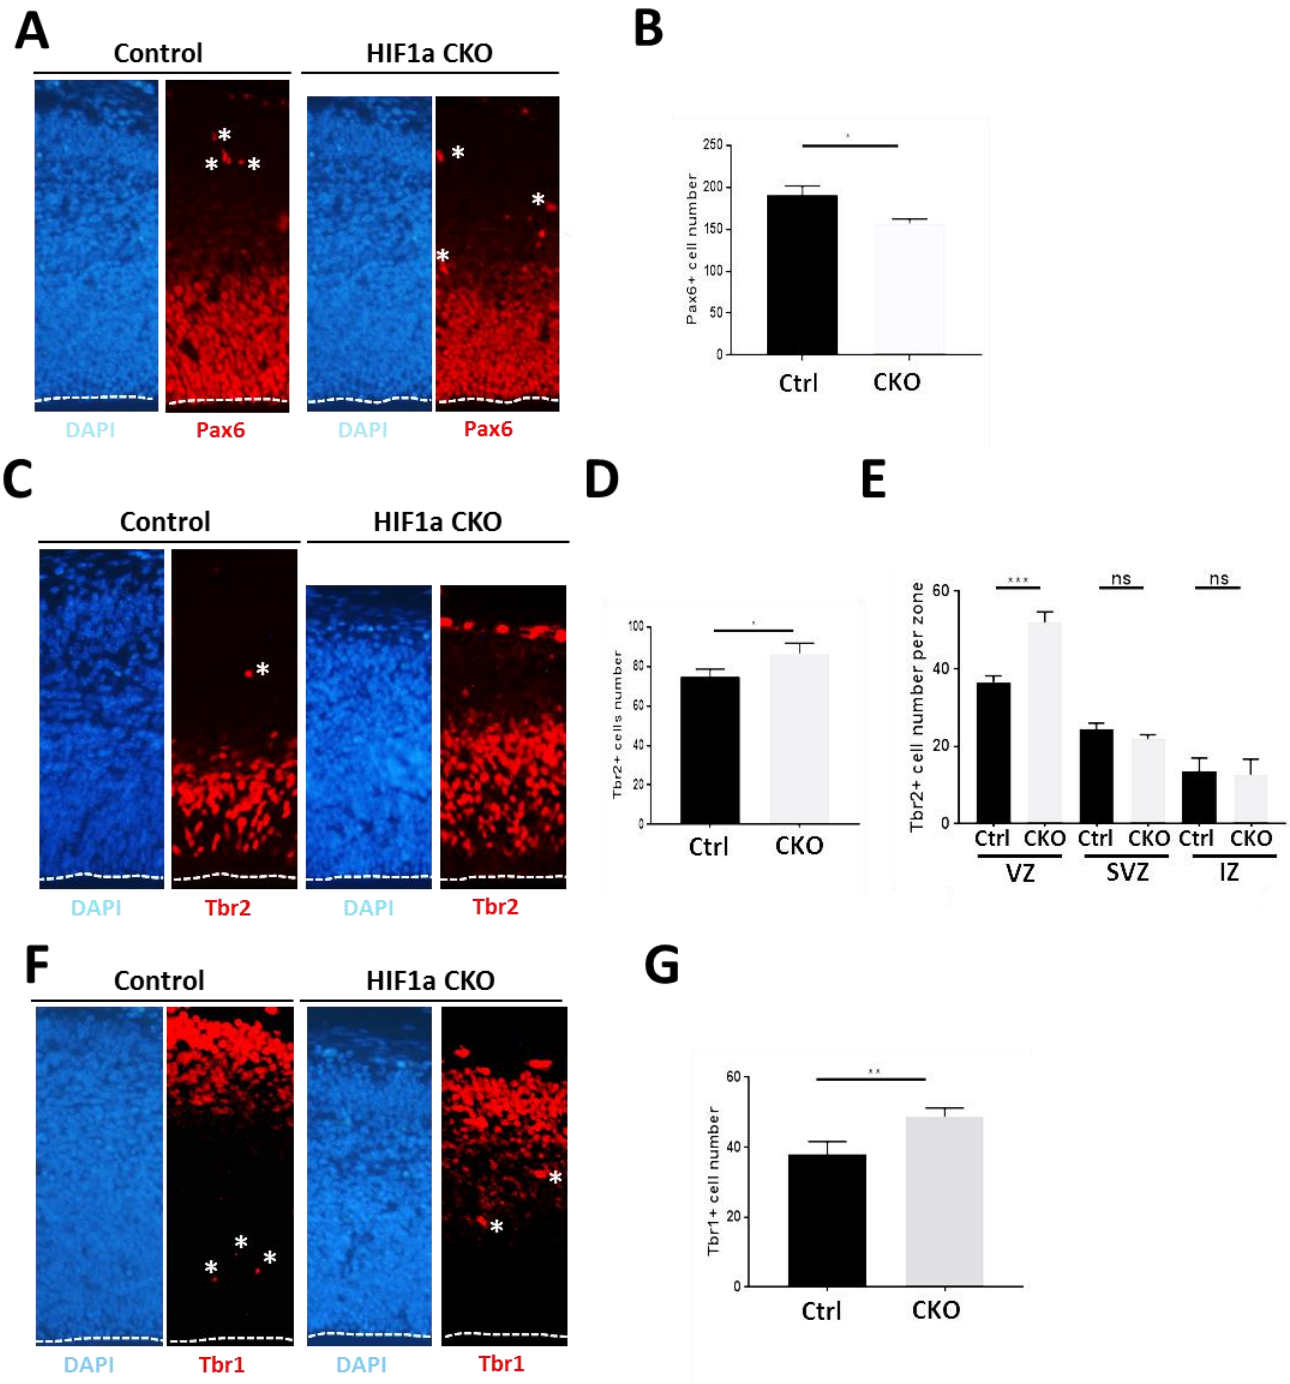 A
Control
HIF1a CKO
*
*
*
*
*
*
DAPI
Pax6
DAPI
Pax6
B
Pax6+ cell number
250
200
150
100
50
0
*
Ctrl
CKO
C
Control
HIF1a CKO
*
DAPI
Tbr2
DAPI
Tbr2
D
Tbr2+ cells number
100
80
60
40
20
0
*
Ctrl
CKO
E
Tbr2+ cell number per zone
60
40
20
0
***
ns
ns
Ctrl CKO Ctrl CKO Ctrl CKO
VZ SVZ IZ
F
Control
HIF1a CKO
*
*
*
*
*
DAPI
Tbr1
DAPI
Tbr1
G
Tbr1+ cell number
60
40
20
0
**
Ctrl
CKO